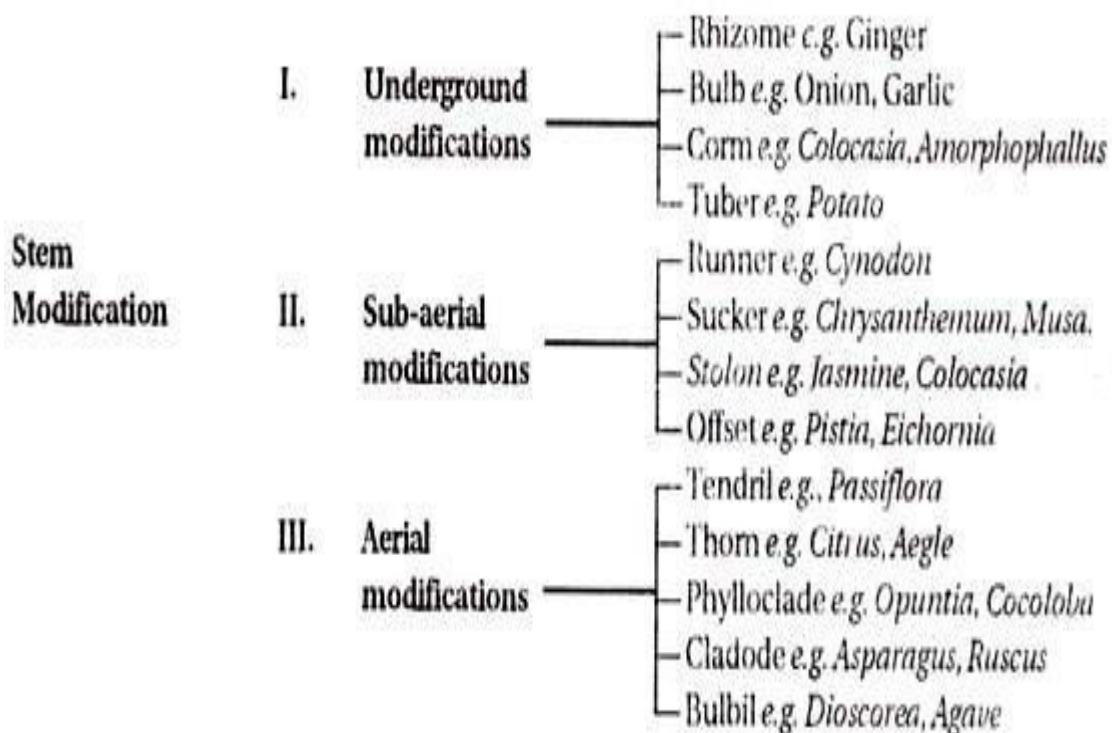 Stem
Modification
I. Underground
modifications
Rhizome e.g. Ginger
Bulb e.g. Onion, Garlic
Corm e.g. Colocasia, Amorphophallus
Tuber e.g. Potato
II. Sub-aerial
modifications
Runner e.g. Cynodon
Sucker e.g. Chrysanthemum, Musa.
Stolon e.g. Jasmine, Colocasia
Offset e.g. Pistia, Eichornia
III. Aerial
modifications
Tendril e.g., Passiflora
Thorn e.g. Citrus, Aegle
Phylloclade e.g. Opuntia, Cocoloba
Cladode e.g. Asparagus, Ruscus
Bulbil e.g. Dioscorea, Agave